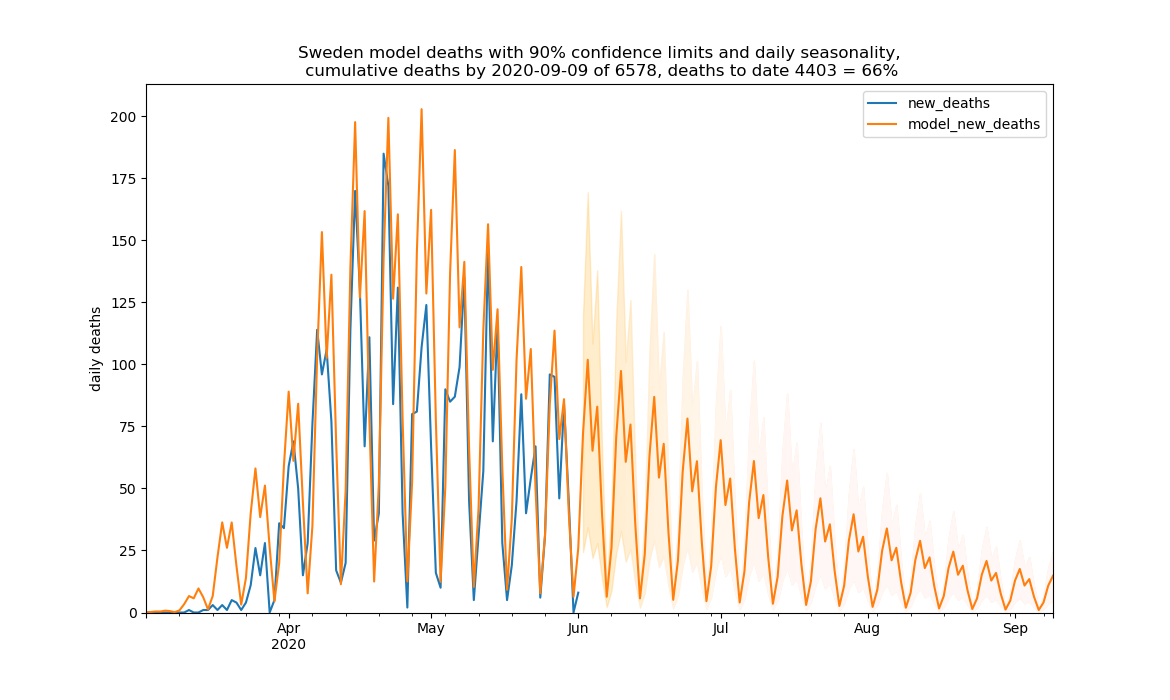 Sweden model deaths with 90% confidence limits and daily seasonality,
cumulative deaths by 2020-09-09 of 6578, deaths to date 4403 = 66%
new_deaths
model_new_deaths
daily deaths
200
175
150
125
100
75
50
25
0
Apr
2020
May
Jun
Jul
Aug
Sep